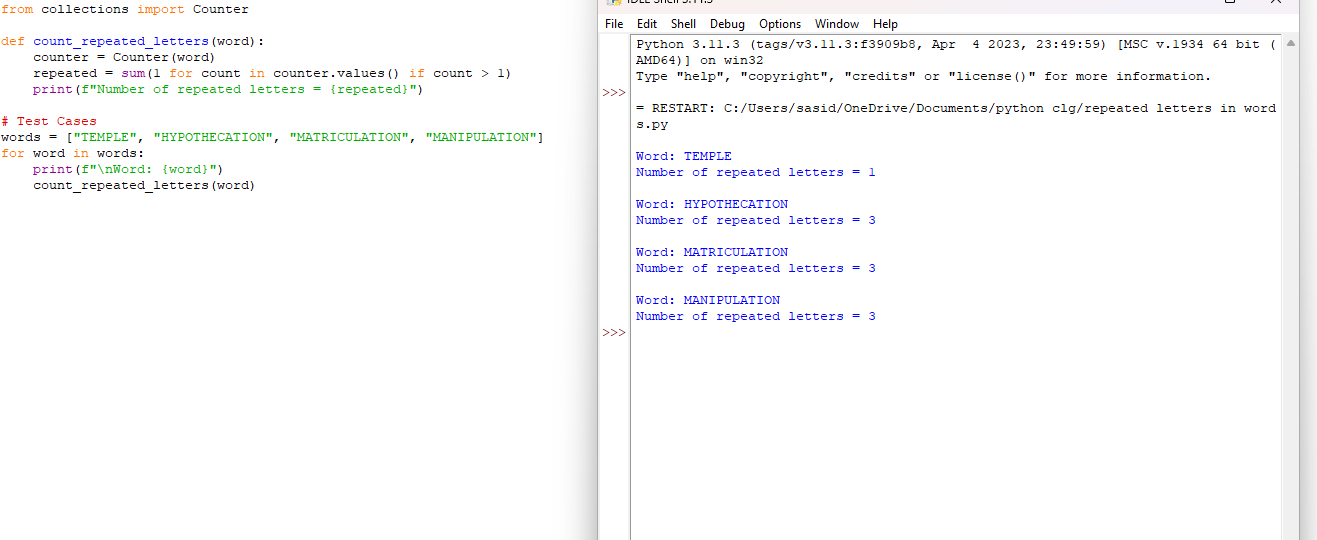 from collections import Counter
def count_repeated_letters(word):
    counter = Counter(word)
    repeated = sum(1 for count in counter.values() if count > 1)
    print(f"Number of repeated letters = {repeated}")
# Test Cases
words = ["TEMPLE", "HYPOTHECATION", "MATRICULATION", "MANIPULATION"]
for word in words:
    print(f"\nWord: {word}")
    count_repeated_letters(word)
File Edit Shell Debug Options Window Help
Python 3.11.3 (tags/v3.11.3:f3909b8, Apr  4 2023, 23:49:59) [MSC v.1934 64 bit (
AMD64)] on win32
Type "help", "copyright", "credits" or "license()" for more information.
>>>
= RESTART: C:/Users/sasid/OneDrive/Documents/python clg/repeated letters in word
s.py
Word: TEMPLE
Number of repeated letters = 1
Word: HYPOTHECATION
Number of repeated letters = 3
Word: MATRICULATION
Number of repeated letters = 3
Word: MANIPULATION
Number of repeated letters = 3
>>>